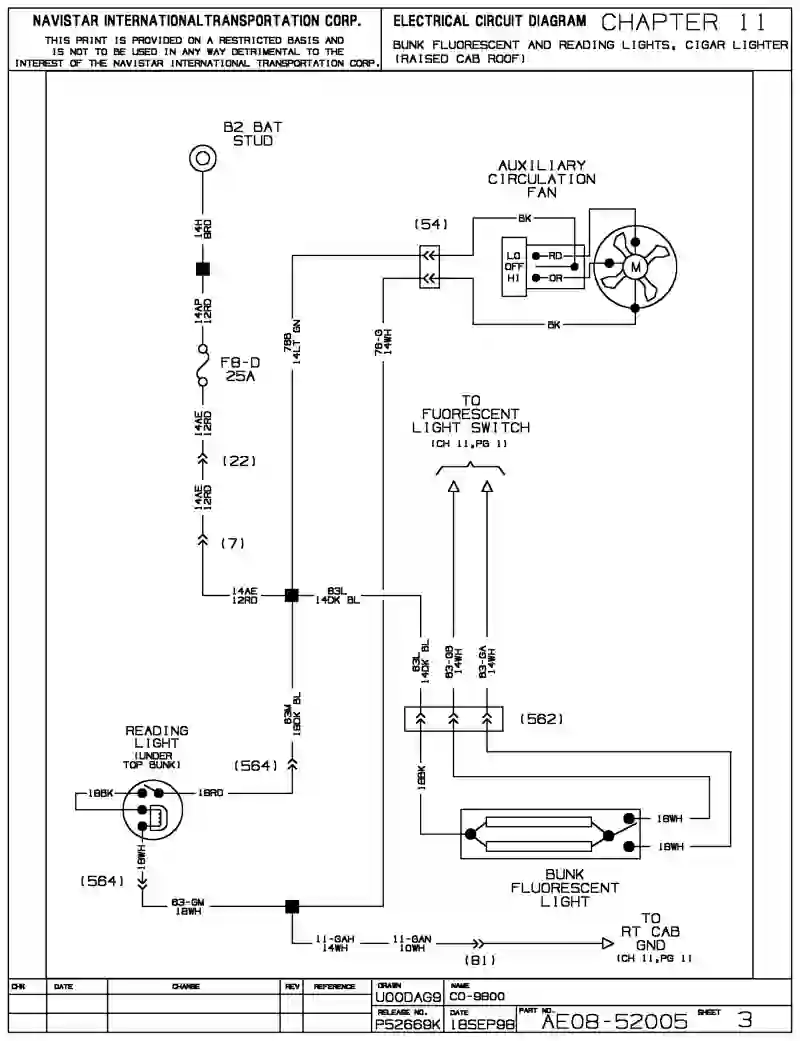 NAVISTAR INTERNATIONALTRANSPORTATION CORP.
THIS PRINT IS PROVIDED ON A RESTRICTED BASIS AND
IS NOT TO BE USED IN ANY WAY DETRIMENTAL TO THE
INTEREST OF THE NAVISTAR INTERNATIONAL TRANSPORTATION CORP.
ELECTRICAL CIRCUIT DIAGRAM CHAPTER 11
BUNK FLUORESCENT AND READING LIGHTS, CIGAR LIGHTER
(RAISED CAB ROOF)
B2 BAT
STUD
14H
8RD
14AP
12RD
F8-D
25A
14AE
12RD
(22)
14AE
12RD
(7)
14AE
12RD
83L
14DK BL
AUXILIARY
CIRCULATION
FAN
(54)
BK
LO
RD
OFF
HI
OR
M
BK
78B
14LT GN
78-G
14WH
TO
FUORESCENT
LIGHT SWITCH
(CH 11,PG 1)
83L
14DK BL
83-GB
14WH
83-GA
14WH
(562)
83M
18DK BL
(564)
READING
LIGHT
(UNDER
TOP BUNK)
18BK
18RD
18WH
(564)
83-GM
18WH
18BK
18WH
18WH
BUNK
FLUORESCENT
LIGHT
11-GAH
14WH
11-GAN
10WH
(81)
TO
RT CAB
GND
(CH 11,PG 1)
CHK
DATE
CHANGE
REV
REFERENCE
DRAWN
U00DAG9
NAME
CO-9800
RELEASE NO.
P52669K
DATE
18SEP98
PART NO.
AE08-52005
SHEET
3